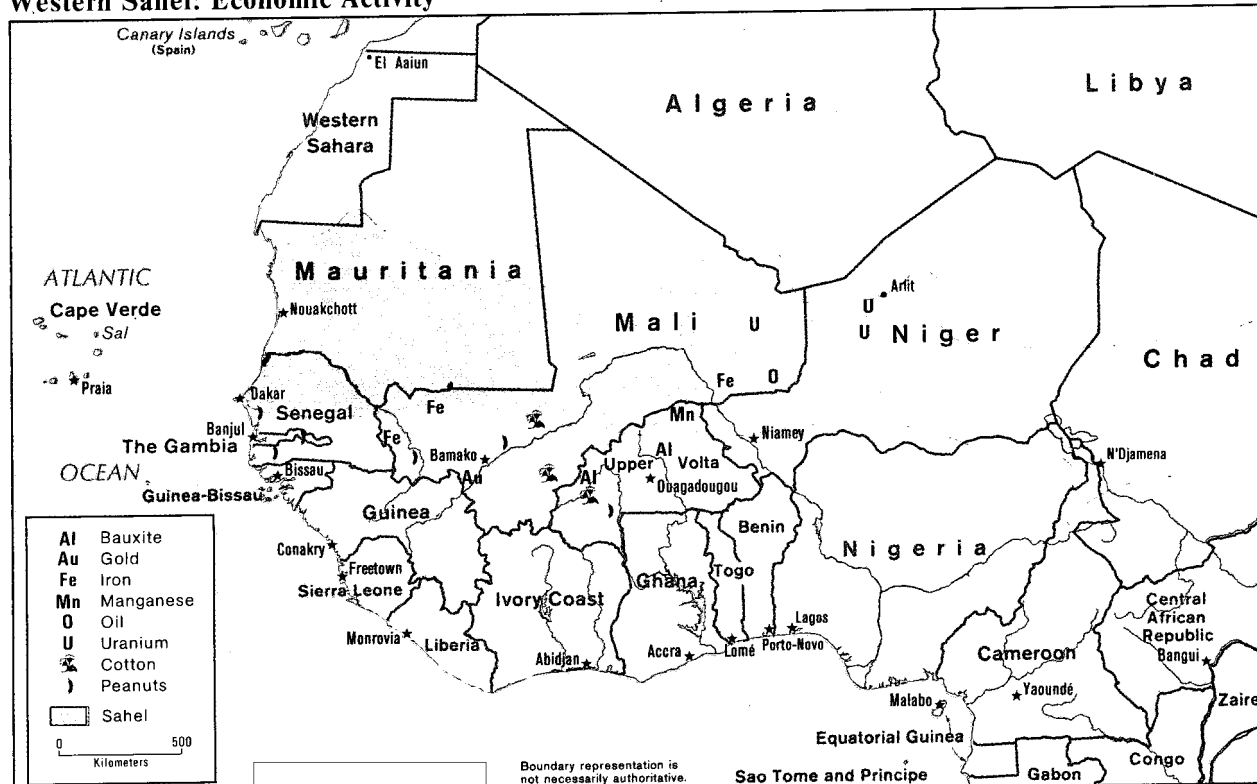 Western Sahel: Economic Activity
Canary Islands
(Spain)
El Aaiun
Algeria
Libya
Western
Sahara
ATLANTIC
Cape Verde
Sal
Praia
Mauritania
Nouakchott
Mali
U
Arlit
U
U
Niger
Chad
Fe
O
Dakar
Senegal
Fe
Mn
Banjul
The Gambia
Fe
Bamako
Niamey
Al
Upper
Volta
N'Djamena
OCEAN
Bissau
Au
Al
Ouagadougou
Guinea-Bissau
Guinea
Benin
Nigeria
Al Bauxite
Au Gold
Fe Iron
Mn Manganese
O Oil
U Uranium
Cotton
Peanuts
Sahel
0 500
Kilometers
Conakry
Freetown
Sierra Leone
Ivory Coast
Ghana
Togo
Central
African
Republic
Bangui
Monrovia
Liberia
Abidjan
Accra
Lomé
Porto-Novo
Lagos
Cameroon
Malabo
Yaoundé
Zaire
Equatorial Guinea
Congo
Boundary representation is
not necessarily authoritative.
Sao Tome and Principe
Gabon